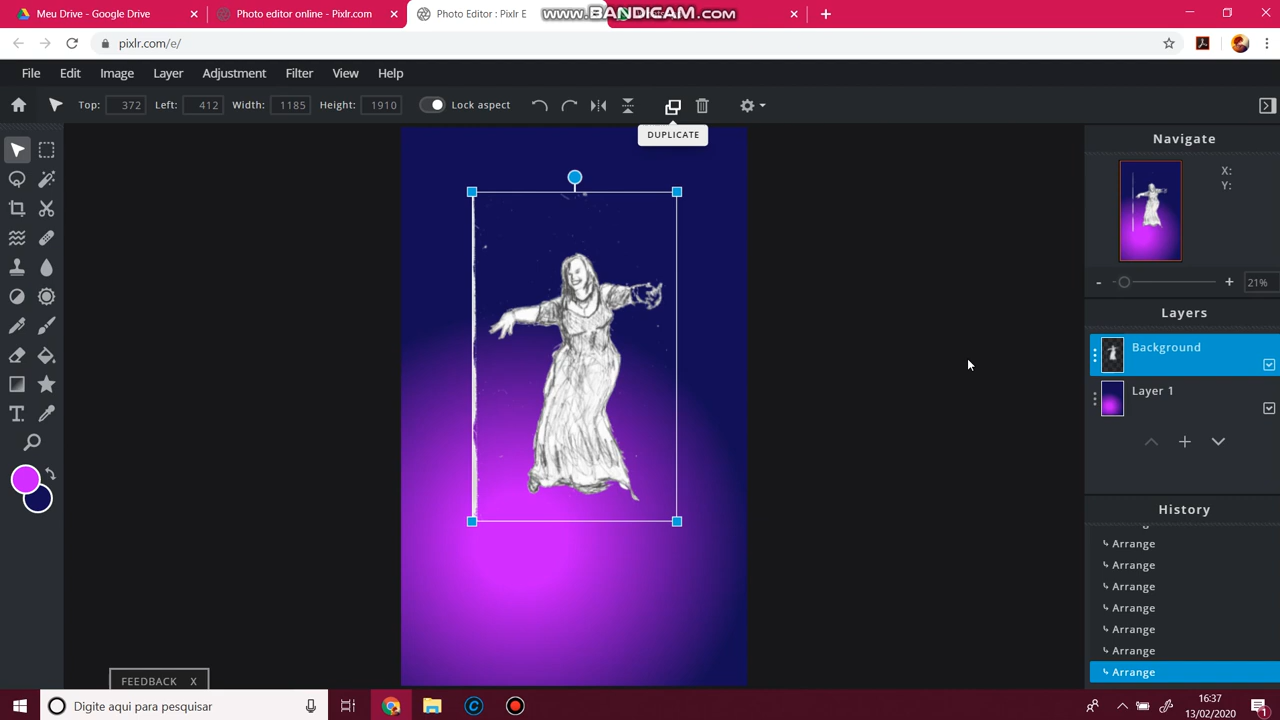 Meu Drive - Google Drive
Photo editor online - Pixlr.com
Photo Editor : Pixlr E
www.BANDICAM.com
pixlr.com/e/
File Edit Image Layer Adjustment Filter View Help
Top: 372 Left: 412 Width: 1185 Height: 1910 Lock aspect
DUPLICATE
Navigate
X:
Y:
- + 21%
Layers
Background
Layer 1
History
Arrange
Arrange
Arrange
Arrange
Arrange
Arrange
Arrange
FEEDBACK X
Digite aqui para pesquisar
16:37
13/02/2020
1